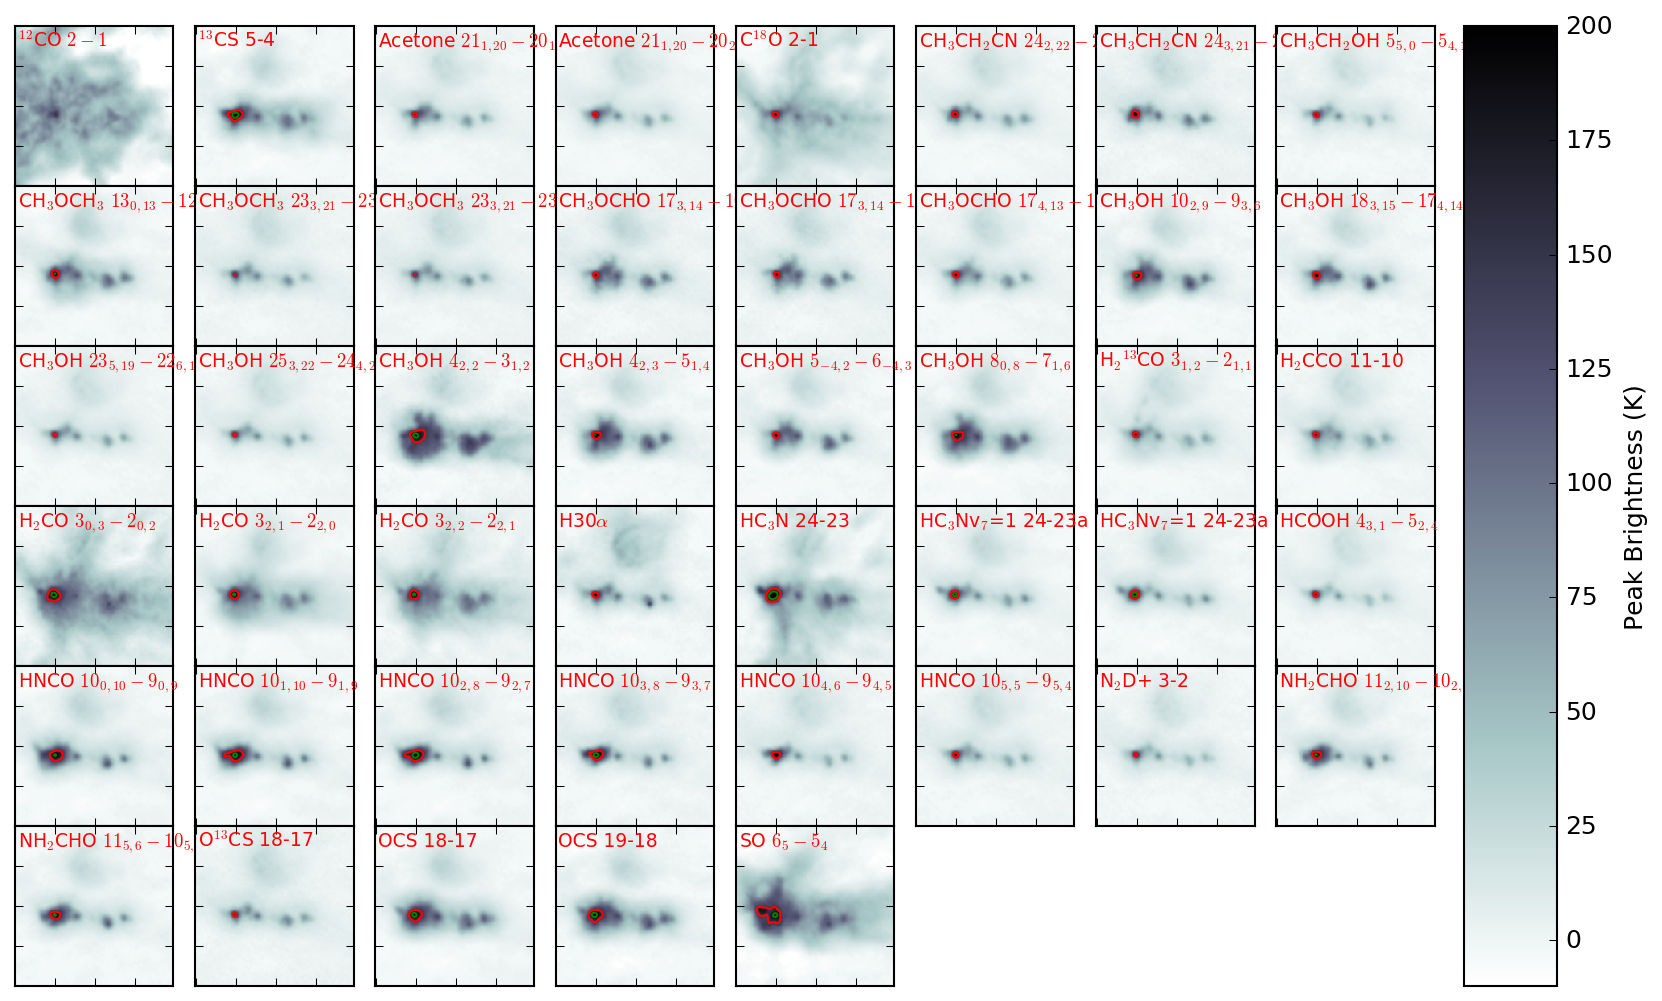 ¹²CO 2 − 1
¹³CS 5-4
Acetone 21₁,₂₀ − 20₁
Acetone 21₁,₂₀ − 20₂
C¹⁸O 2-1
CH₃CH₂CN 24₂,₂₂ −
CH₃CH₂CN 24₃,₂₁ −
CH₃CH₂OH 5₅,₀ − 5₄,₁
CH₃OCH₃ 13₀,₁₃ − 12
CH₃OCH₃ 23₃,₂₁ − 23
CH₃OCH₃ 23₃,₂₁ − 23
CH₃OCHO 17₃,₁₄ − 1
CH₃OCHO 17₃,₁₄ − 1
CH₃OCHO 17₄,₁₃ − 1
CH₃OH 10₂,₉ − 9₃,₆
CH₃OH 18₃,₁₅ − 17₄,₁₄
CH₃OH 23₅,₁₉ − 22₆,₁
CH₃OH 25₃,₂₂ − 24₄,₂
CH₃OH 4₂,₂ − 3₁,₂
CH₃OH 4₂,₃ − 5₁,₄
CH₃OH 5₋₄,₂ − 6₋₄,₃
CH₃OH 8₀,₈ − 7₁,₆
H₂¹³CO 3₁,₂ − 2₁,₁
H₂CCO 11-10
H₂CO 3₀,₃ − 2₀,₂
H₂CO 3₂,₁ − 2₂,₀
H₂CO 3₂,₂ − 2₂,₁
H30α
HC₃N 24-23
HC₃Nv₇=1 24-23a
HC₃Nv₇=1 24-23a
HCOOH 4₃,₁ − 5₂,₄
HNCO 10₀,₁₀ − 9₀,₉
HNCO 10₁,₁₀ − 9₁,₉
HNCO 10₂,₈ − 9₂,₇
HNCO 10₃,₈ − 9₃,₇
HNCO 10₄,₆ − 9₄,₅
HNCO 10₅,₅ − 9₅,₄
N₂D+ 3-2
NH₂CHO 11₂,₁₀ − 10₂,
NH₂CHO 11₅,₆ − 10₅,
O¹³CS 18-17
OCS 18-17
OCS 19-18
SO 6₅ − 5₄
200
175
150
125
100
75
50
25
0
Peak Brightness (K)